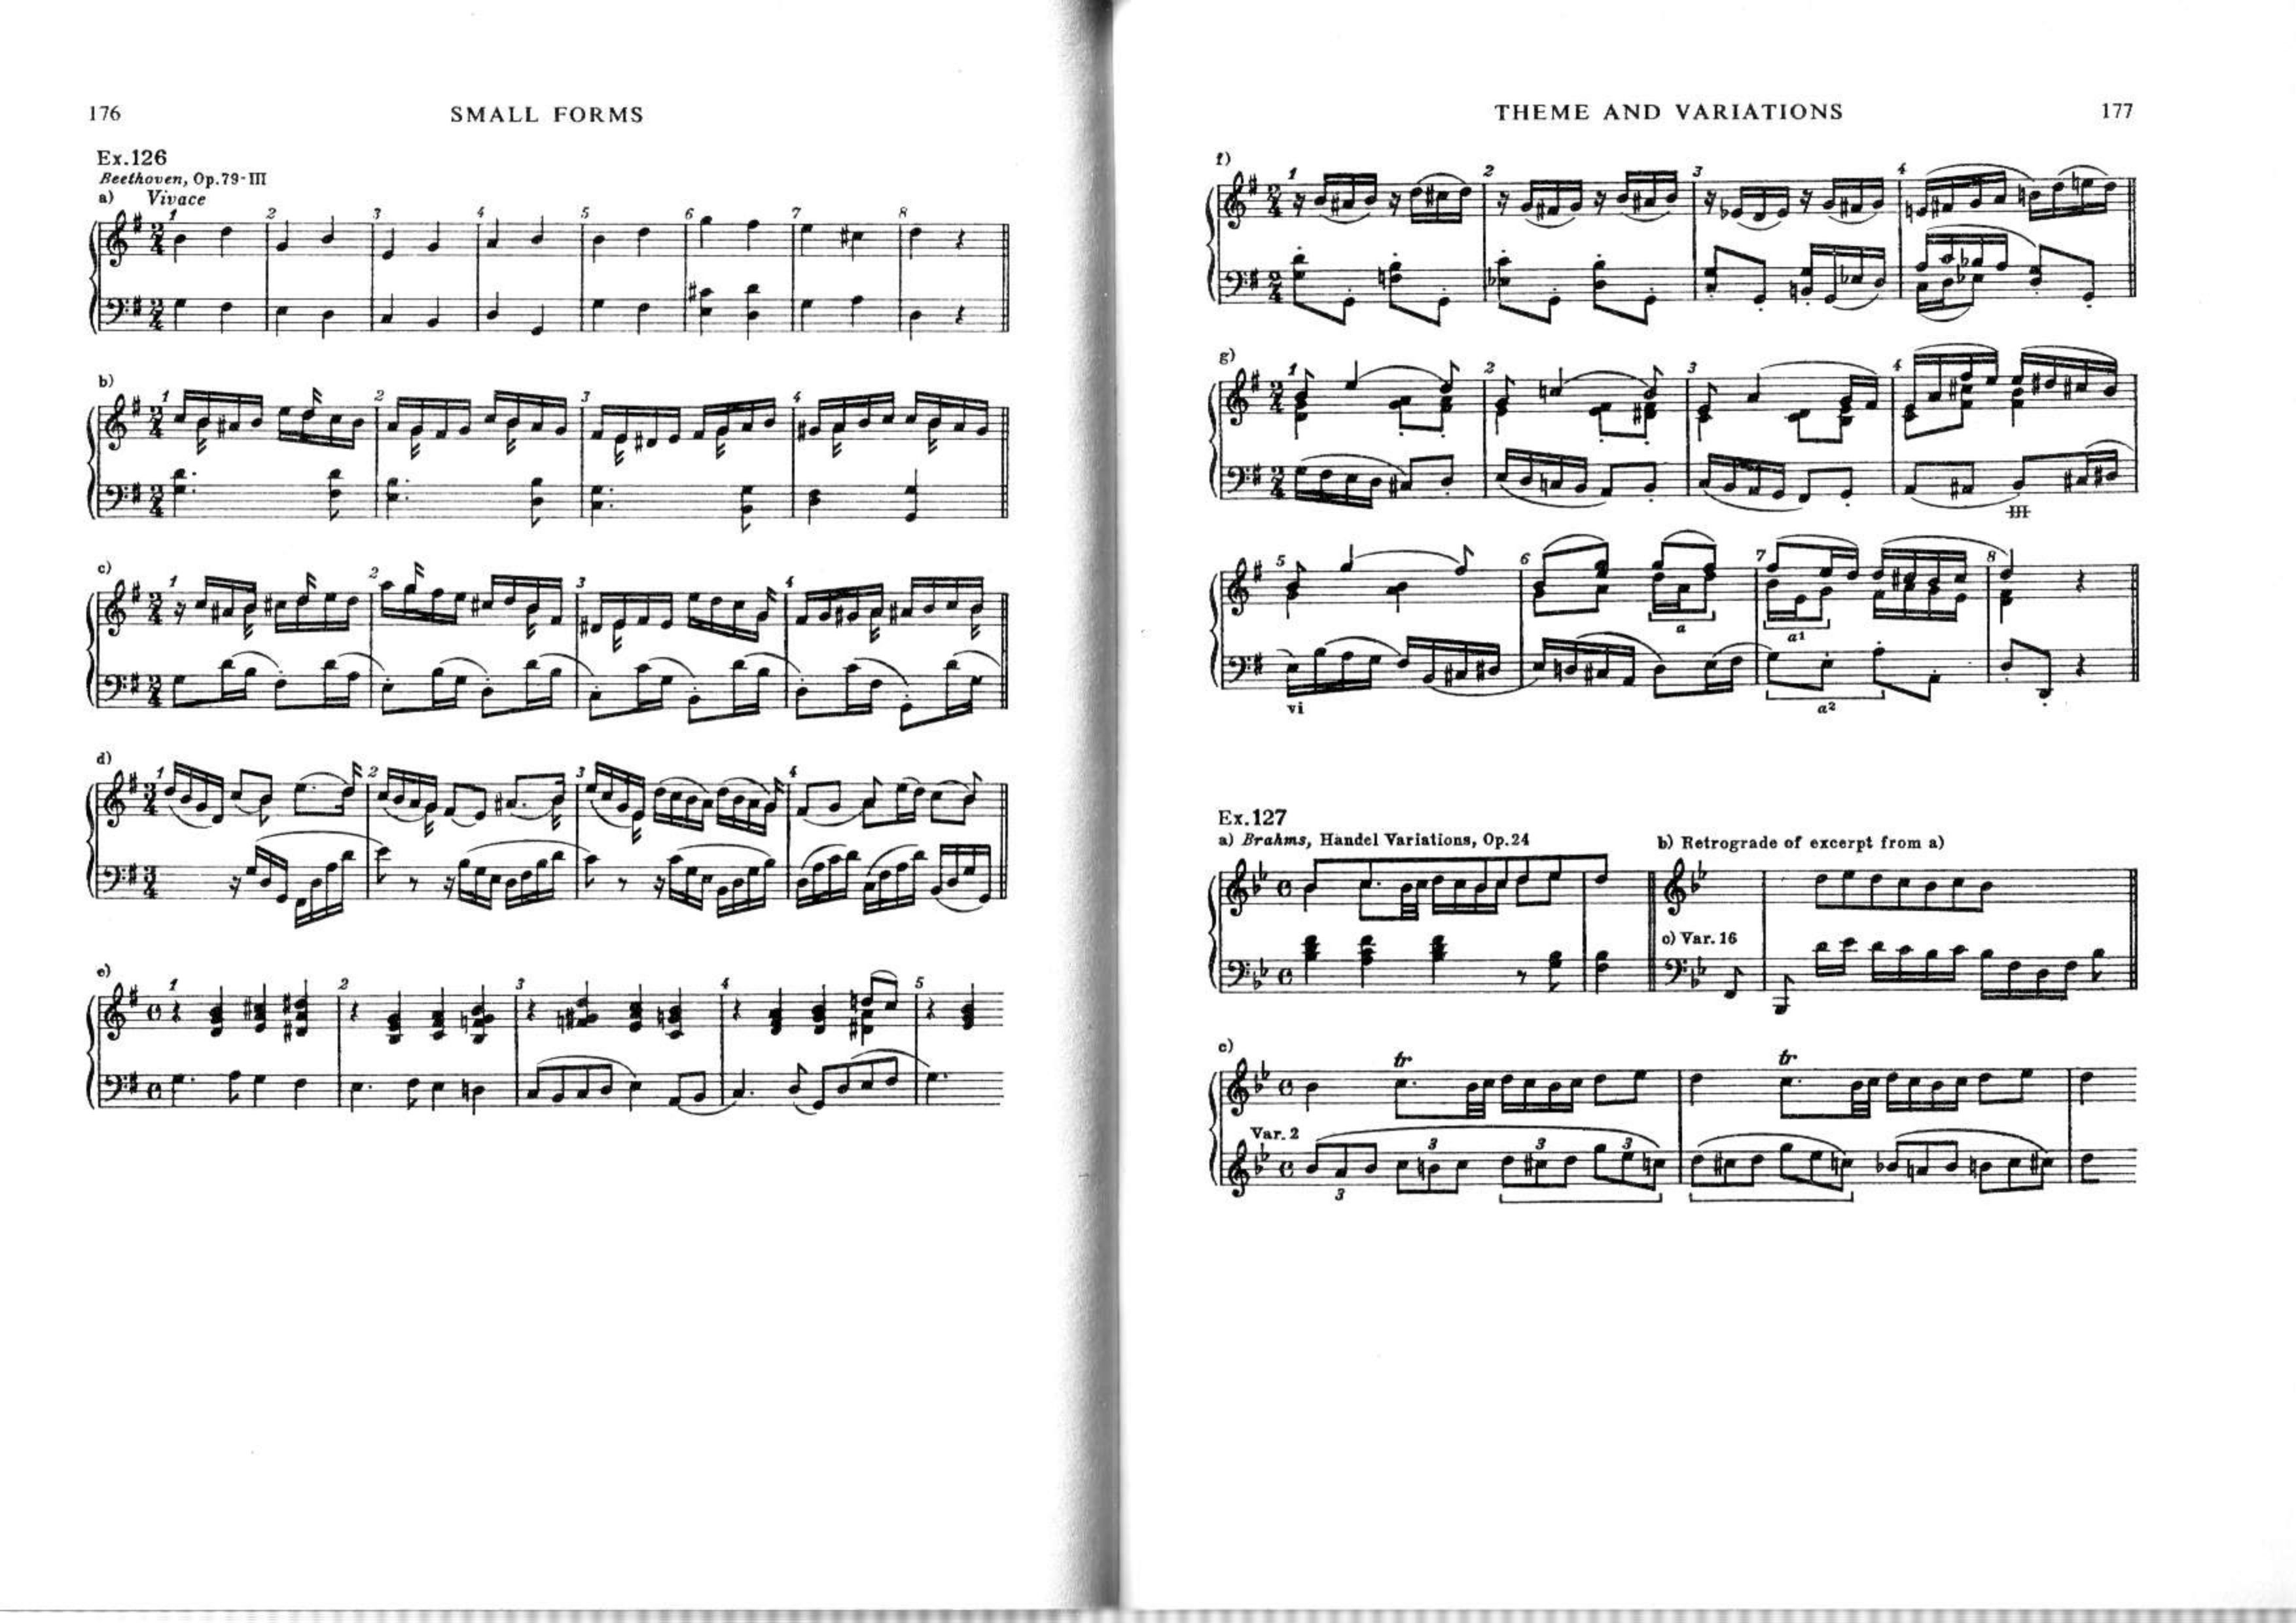 176
SMALL FORMS
Ex.126
Beethoven, Op.79-III
a) Vivace
1 2 3 4 5 6 7 8
b)
1 2 3 4
c)
1 2 3 4
d)
1 2 3 4
e)
1 2 3 4 5
THEME AND VARIATIONS
177
f)
1 2 3 4
g)
1 2 3 4
III
5 6 7 8
a a1
vi a2
Ex.127
a) Brahms, Handel Variations, Op.24
b) Retrograde of excerpt from a)
c) Var. 16
c)
tr tr
Var. 2
3 3 3
3